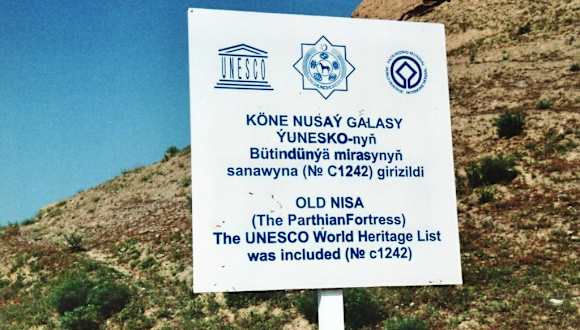 UNESCO
KÖNE NUSAÝ GALASY
ÝUNESKO-nyň
Bütindünýä mirasynyň
sanawyna (№ C1242) girizildi
OLD NISA
(The ParthianFortress)
The UNESCO World Heritage List
was included (№ c1242)